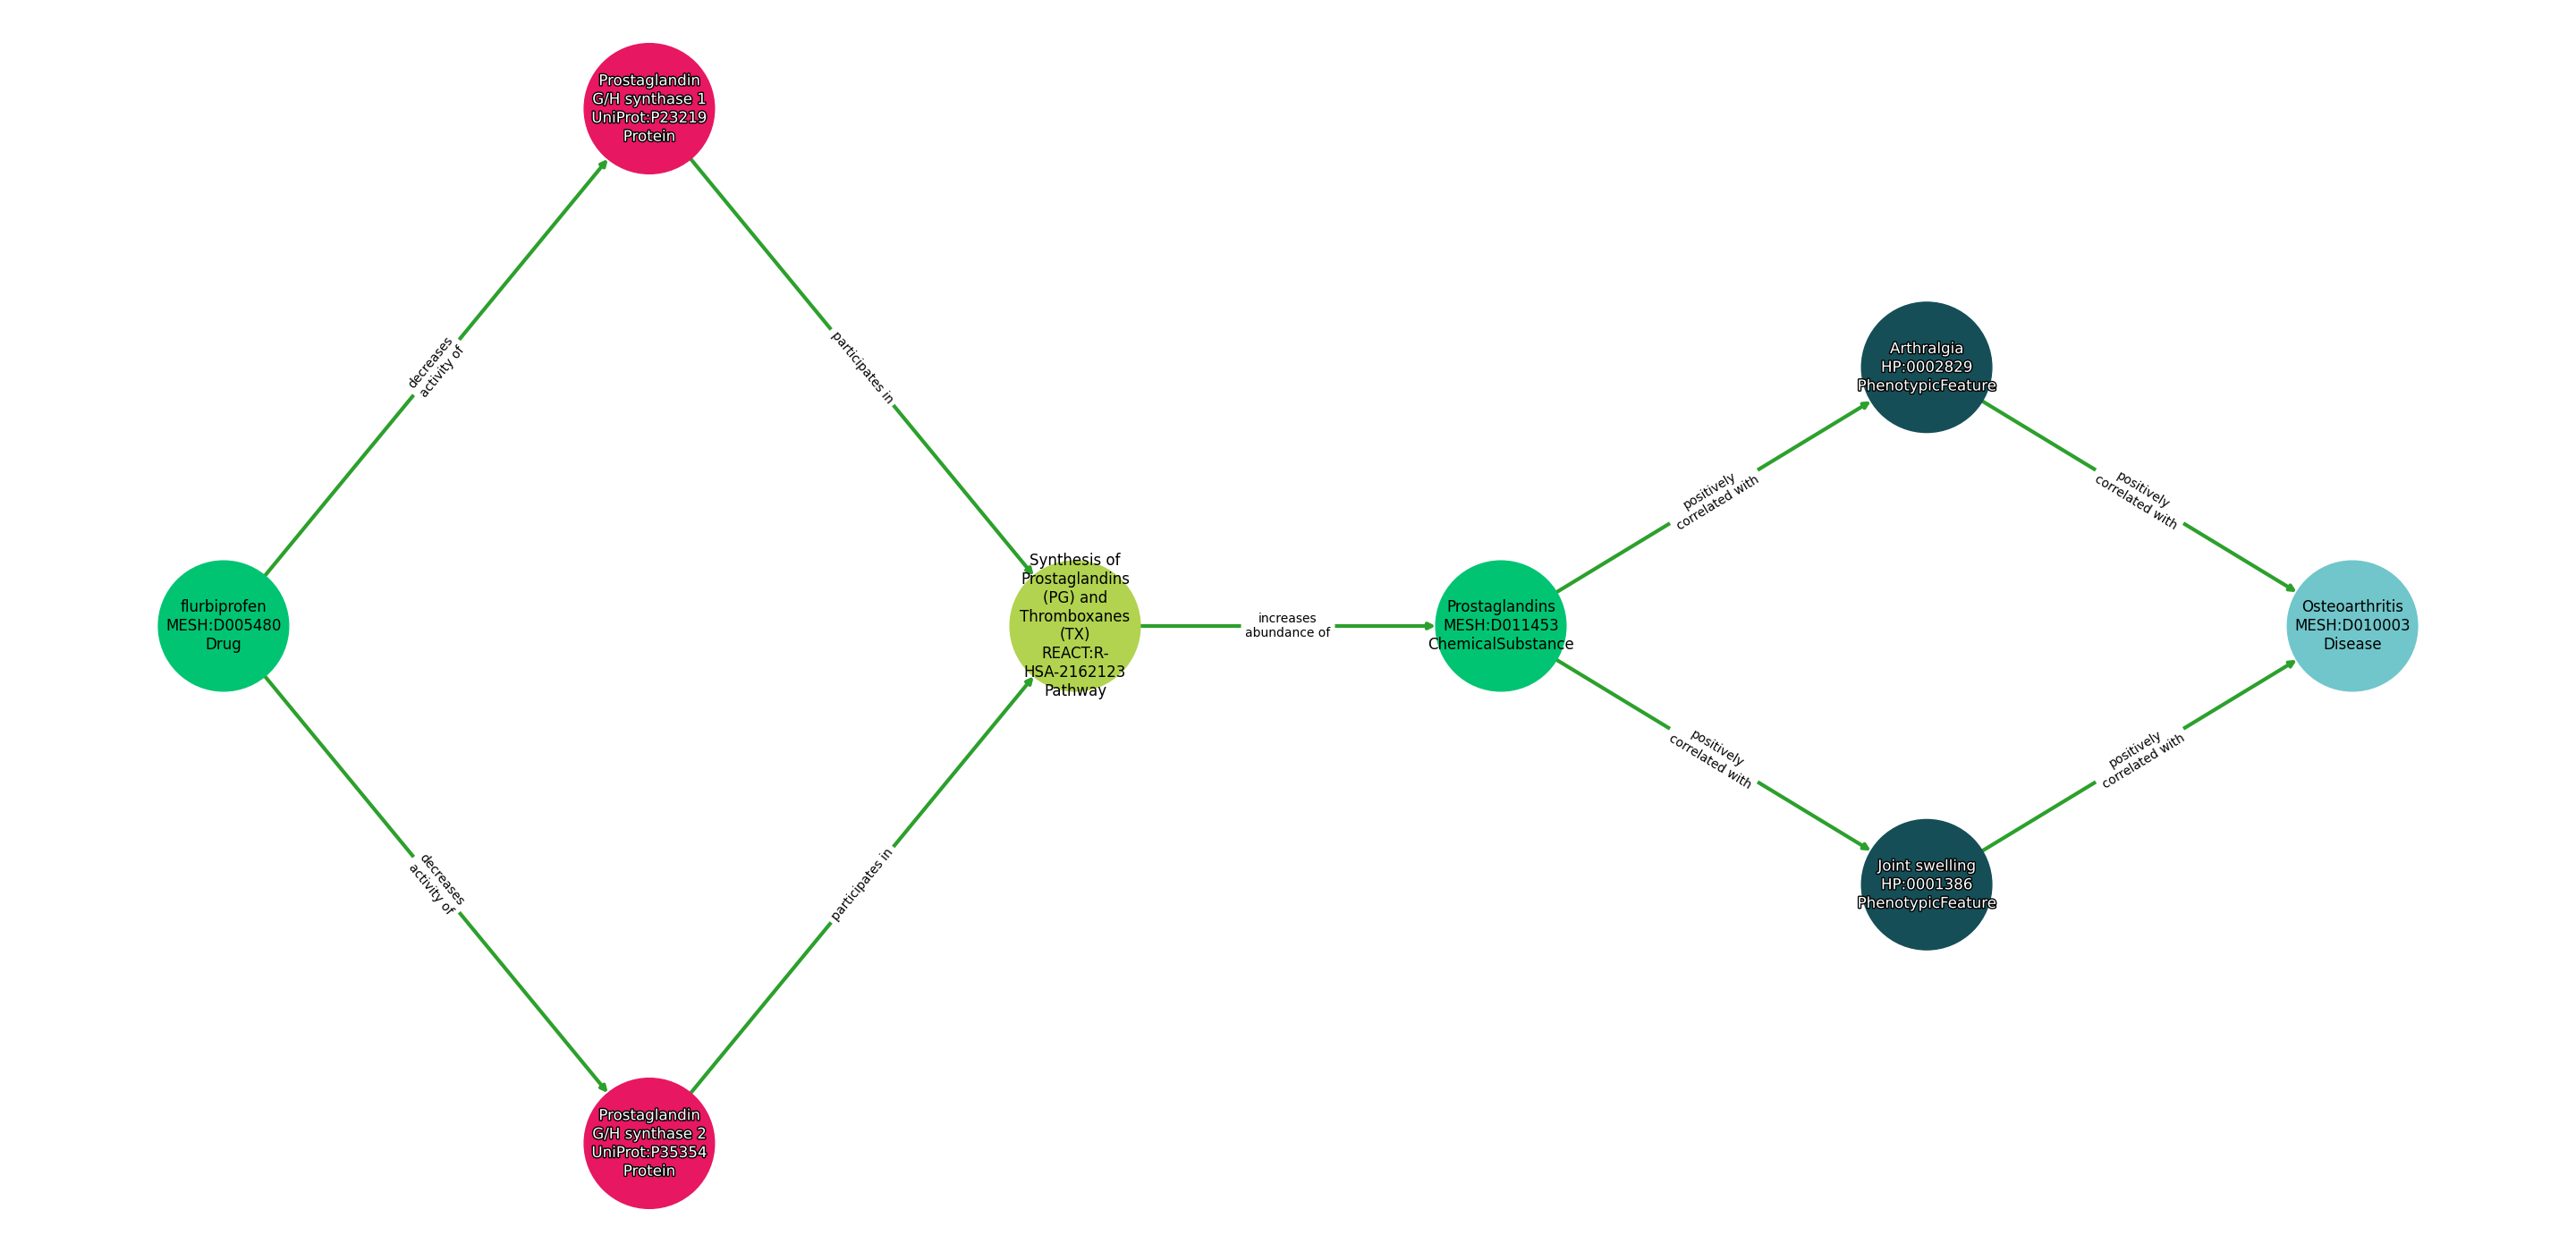 Prostaglandin
G/H synthase 1
UniProt:P23219
Protein
decreases
activity of
participates in
Arthralgia
HP:0002829
PhenotypicFeature
positively
correlated with
positively
correlated with
flurbiprofen
MESH:D005480
Drug
Synthesis of
Prostaglandins
(PG) and
Thromboxanes
(TX)
REACT:R-
HSA-2162123
Pathway
increases
abundance of
Prostaglandins
MESH:D011453
ChemicalSubstance
Osteoarthritis
MESH:D010003
Disease
positively
correlated with
positively
correlated with
decreases
activity of
participates in
Joint swelling
HP:0001386
PhenotypicFeature
Prostaglandin
G/H synthase 2
UniProt:P35354
Protein